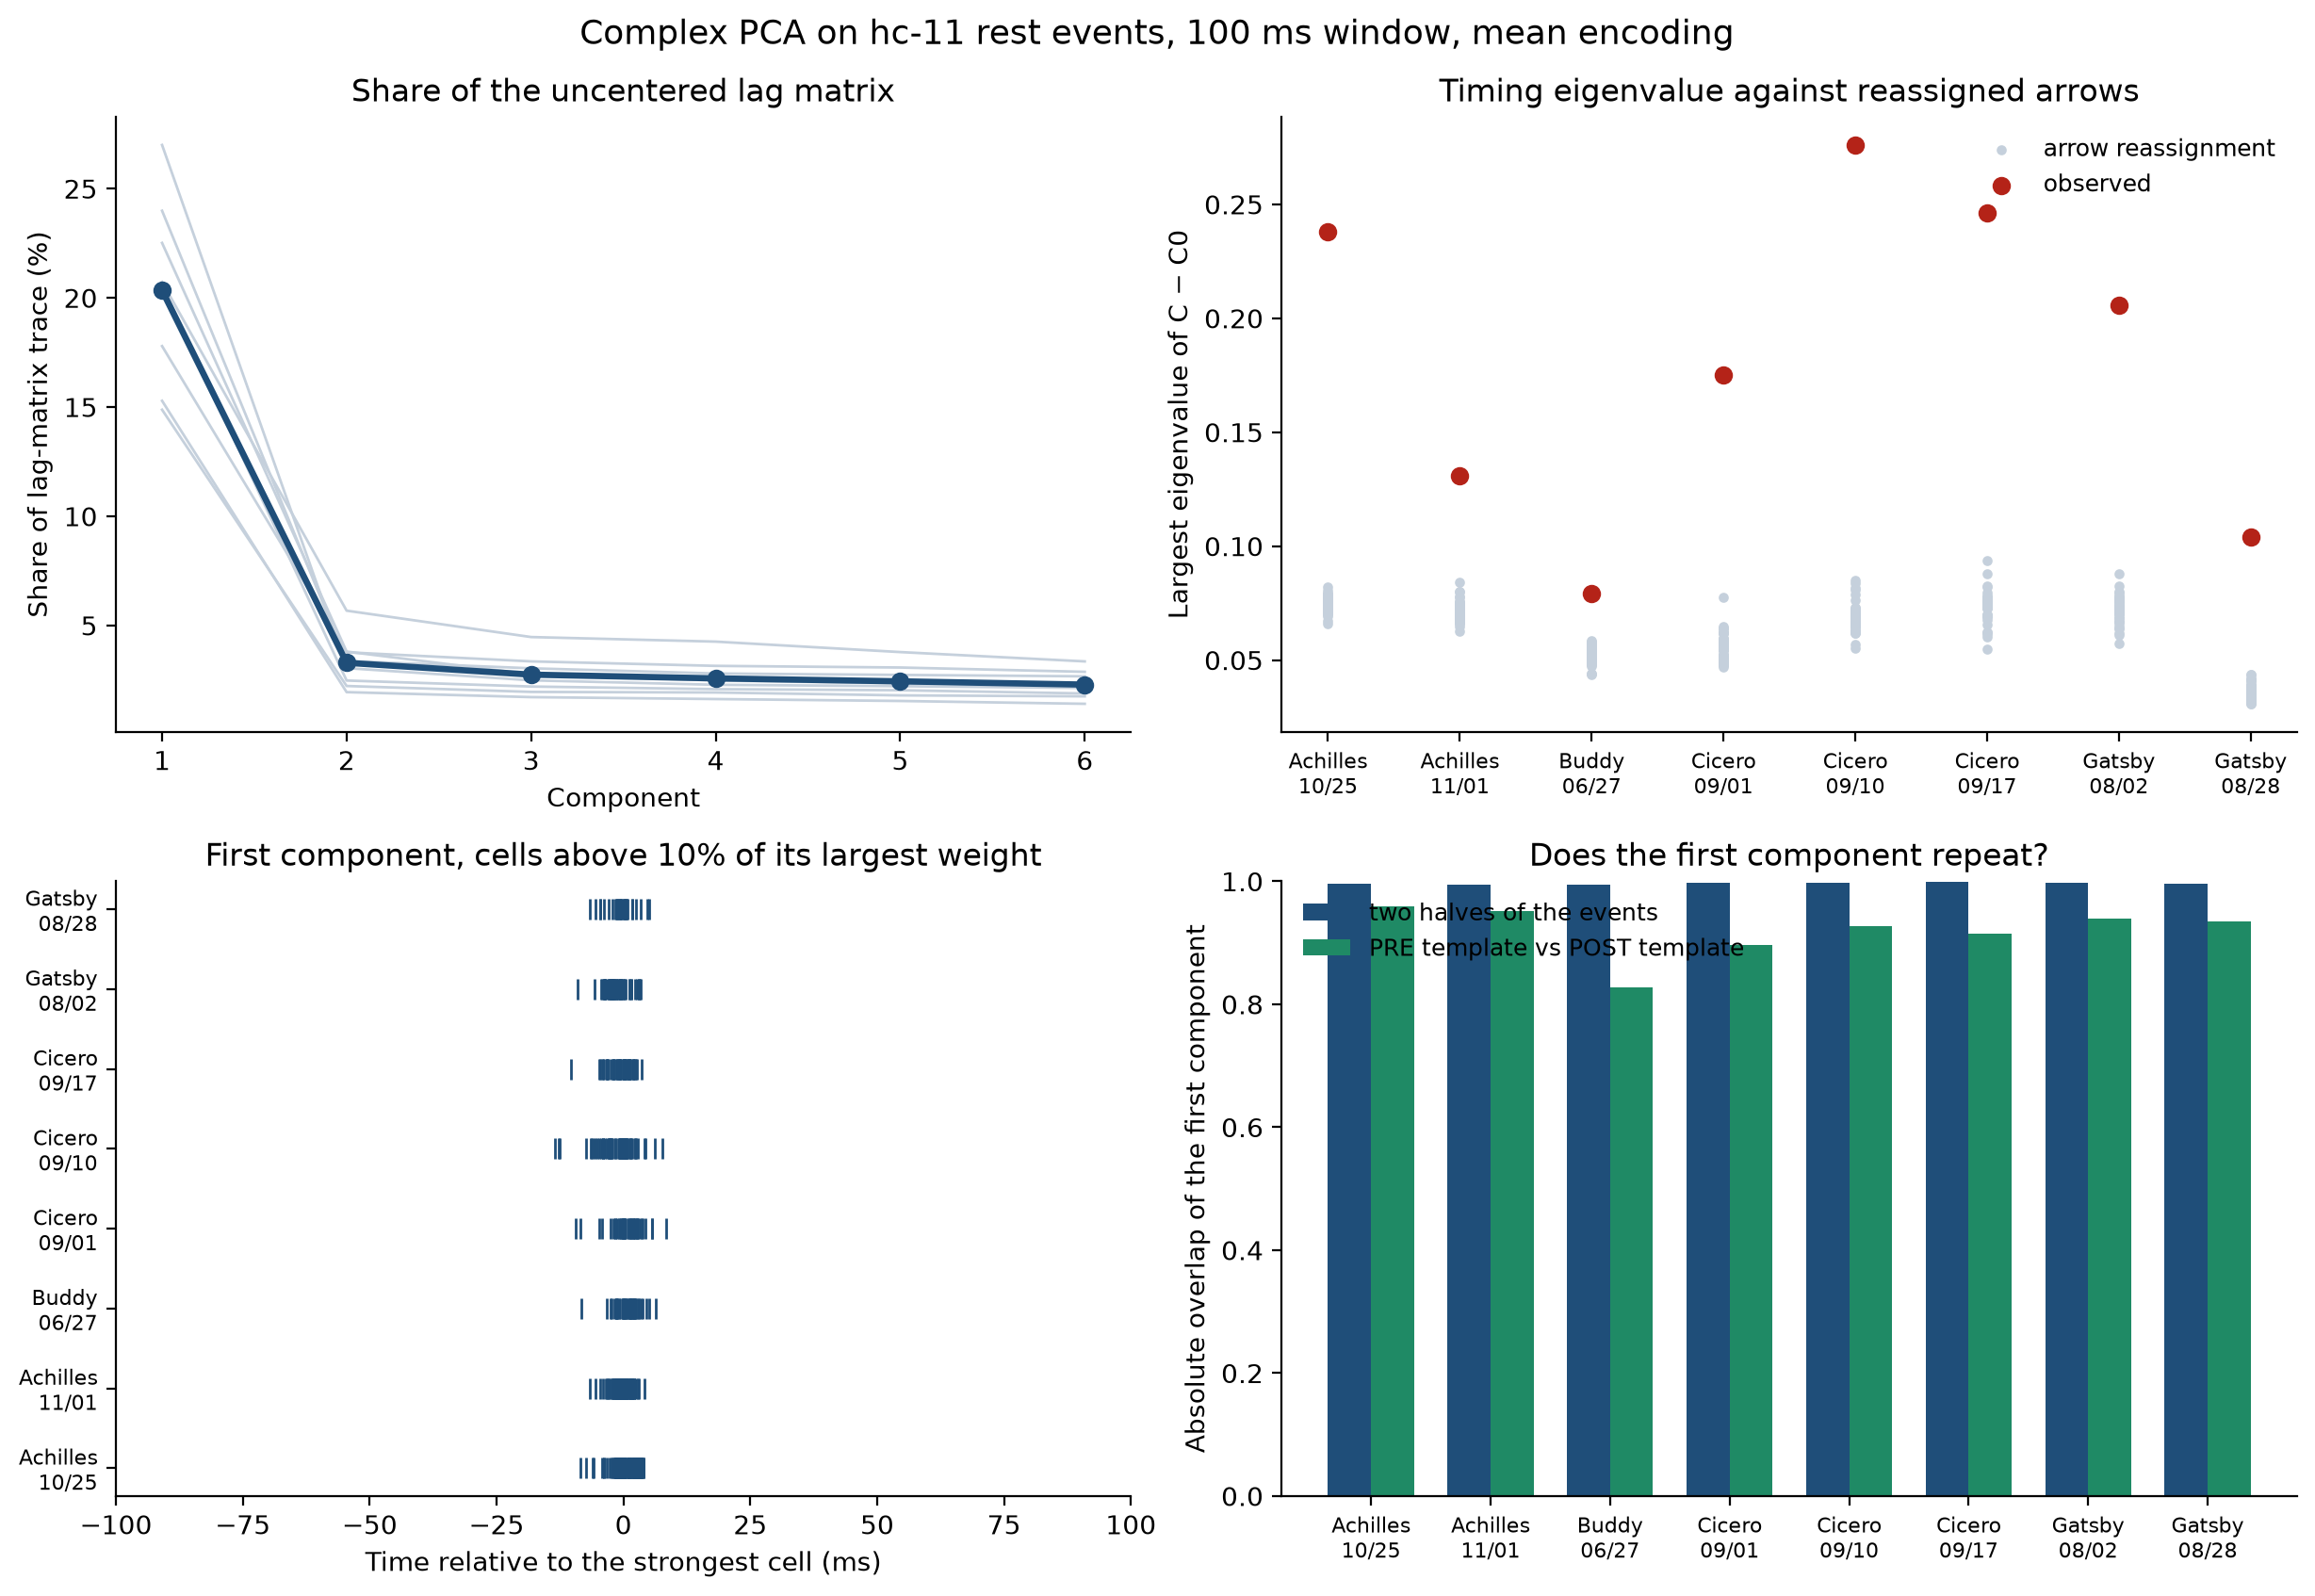 Complex PCA on hc-11 rest events, 100 ms window, mean encoding
Share of the uncentered lag matrix
Share of lag-matrix trace (%)
25
20
15
10
5
1 2 3 4 5 6
Component
Timing eigenvalue against reassigned arrows
Largest eigenvalue of C − C0
arrow reassignment
observed
0.25
0.20
0.15
0.10
0.05
Achilles Achilles Buddy Cicero Cicero Cicero Gatsby Gatsby
10/25 11/01 06/27 09/01 09/10 09/17 08/02 08/28
First component, cells above 10% of its largest weight
Gatsby
08/28
Gatsby
08/02
Cicero
09/17
Cicero
09/10
Cicero
09/01
Buddy
06/27
Achilles
11/01
Achilles
10/25
−100 −75 −50 −25 0 25 50 75 100
Time relative to the strongest cell (ms)
Does the first component repeat?
Absolute overlap of the first component
two halves of the events
PRE template vs POST template
1.0
0.8
0.6
0.4
0.2
0.0
Achilles Achilles Buddy Cicero Cicero Cicero Gatsby Gatsby
10/25 11/01 06/27 09/01 09/10 09/17 08/02 08/28